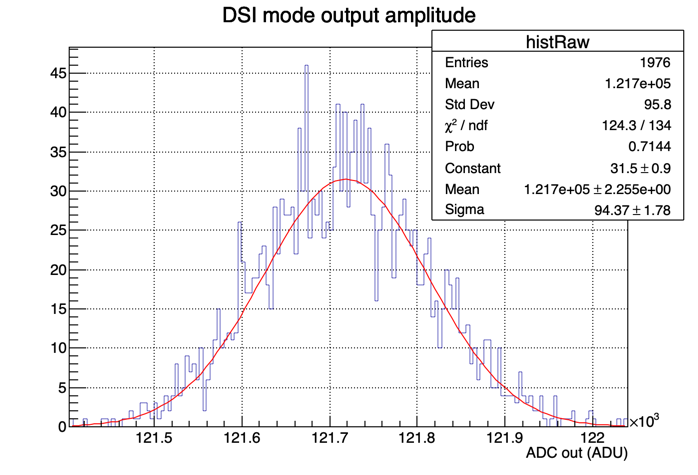 DSI mode output amplitude
histRaw
Entries 1976
Mean 1.217e+05
Std Dev 95.8
χ² / ndf 124.3 / 134
Prob 0.7144
Constant 31.5 ± 0.9
Mean 1.217e+05 ± 2.255e+00
Sigma 94.37 ± 1.78
45
40
35
30
25
20
15
10
5
0
121.5 121.6 121.7 121.8 121.9 122 ×10³
ADC out (ADU)